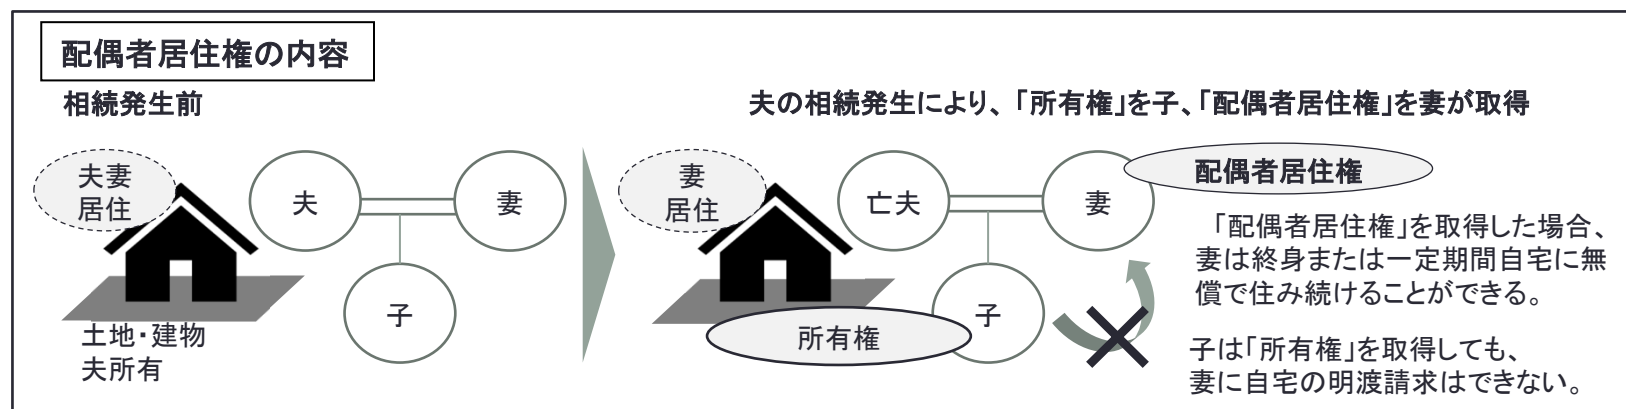 配偶者居住権の内容
相続発生前
夫妻
居住
夫
妻
子
土地・建物
夫所有
夫の相続発生により、「所有権」を子、「配偶者居住権」を妻が取得
妻
居住
亡夫
妻
配偶者居住権
子
所有権
「配偶者居住権」を取得した場合、
妻は終身または一定期間自宅に無
償で住み続けることができる。
子は「所有権」を取得しても、
妻に自宅の明渡請求はできない。